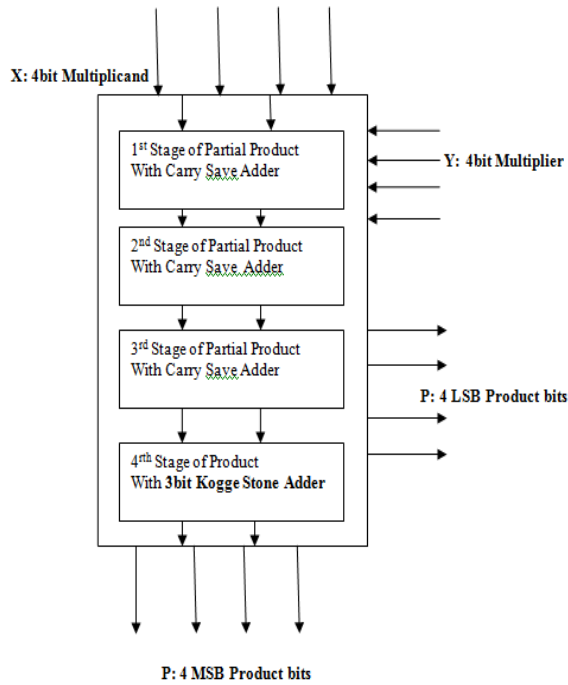 X: 4bit Multiplicand
1st Stage of Partial Product
With Carry Save Adder
Y: 4bit Multiplier
2nd Stage of Partial Product
With Carry Save Adder
3rd Stage of Partial Product
With Carry Save Adder
P: 4 LSB Product bits
4rth Stage of Product
With 3bit Kogge Stone Adder
P: 4 MSB Product bits